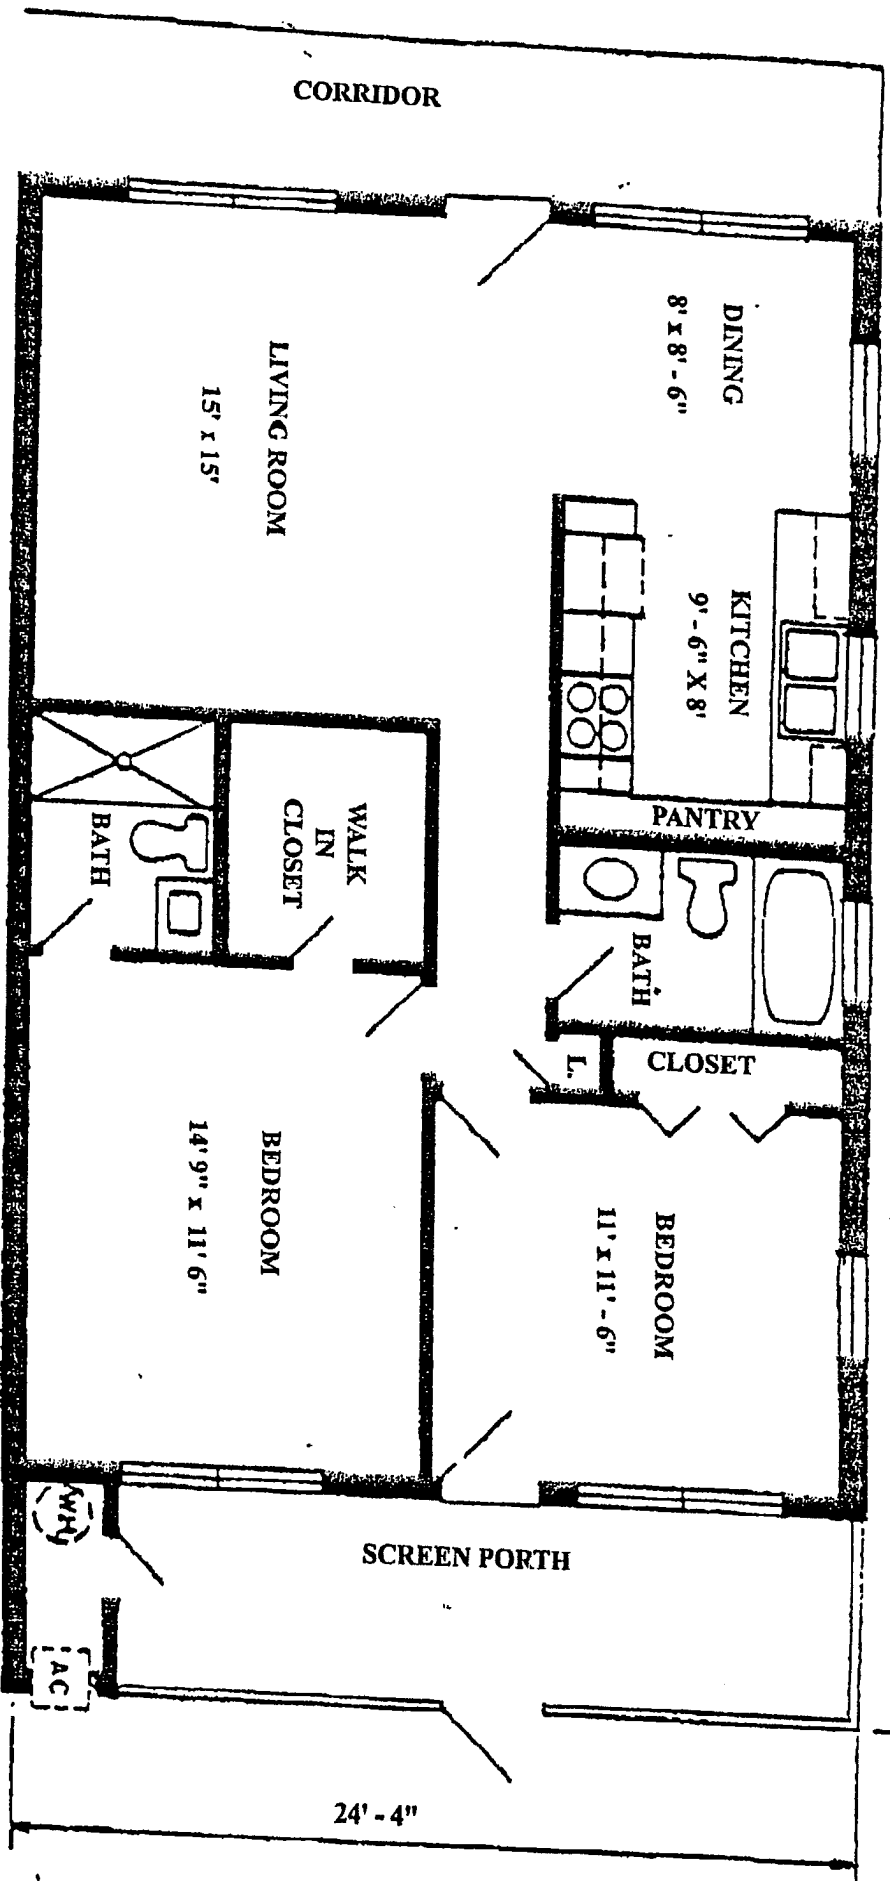 CORRIDOR
DINING
8' x 8' - 6"
LIVING ROOM
15' x 15'
KITCHEN
9' - 6" X 8'
PANTRY
WALK
IN
CLOSET
BATH
BATH
L.
CLOSET
BEDROOM
14' 9" x 11' 6"
BEDROOM
11' x 11' - 6"
WH
SCREEN PORTH
AC
24' - 4"